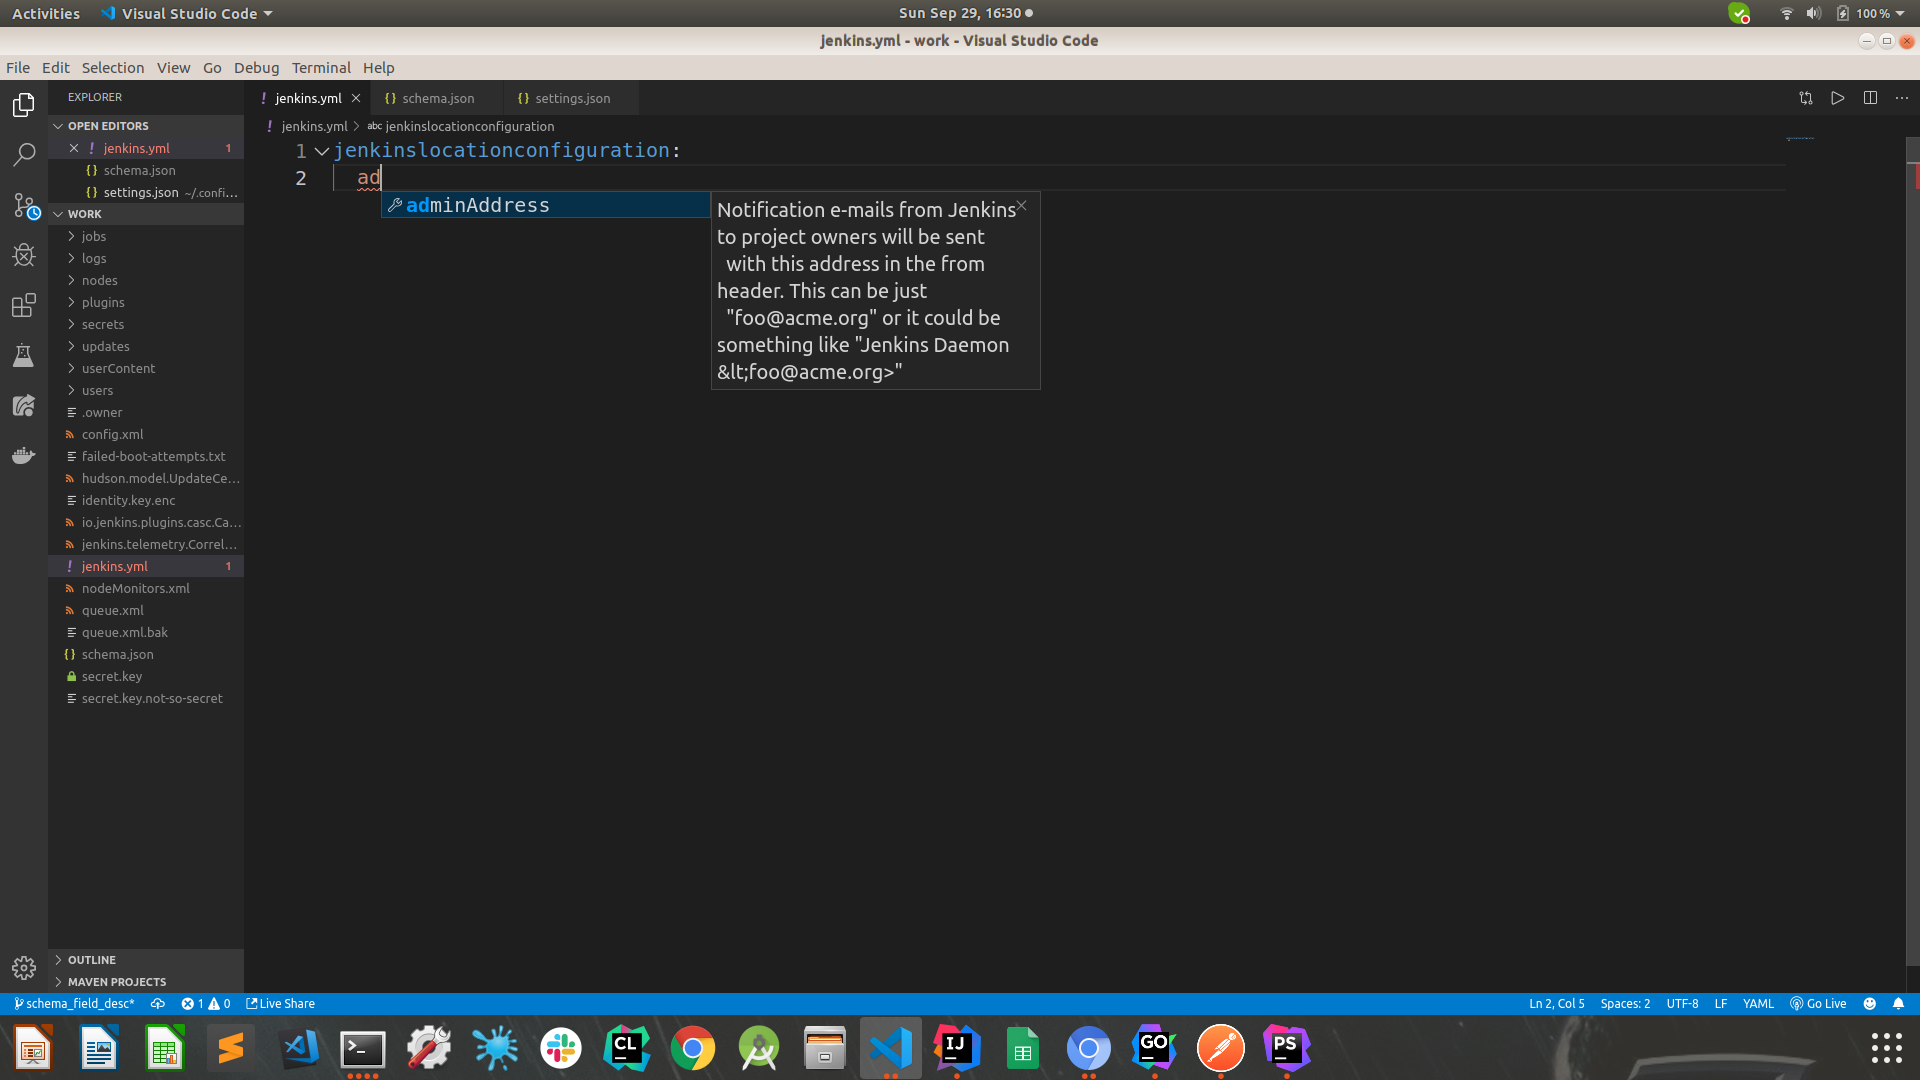 Activities
Visual Studio Code
Sun Sep 29, 16:30
100 %
jenkins.yml - work - Visual Studio Code
File Edit Selection View Go Debug Terminal Help
EXPLORER
jenkins.yml
schema.json
settings.json
OPEN EDITORS
jenkins.yml 1
schema.json
settings.json ~/.confi...
WORK
jobs
logs
nodes
plugins
secrets
updates
userContent
users
.owner
config.xml
failed-boot-attempts.txt
hudson.model.UpdateCe...
identity.key.enc
io.jenkins.plugins.casc.Ca...
jenkins.telemetry.Correl...
jenkins.yml 1
nodeMonitors.xml
queue.xml
queue.xml.bak
schema.json
secret.key
secret.key.not-so-secret
OUTLINE
MAVEN PROJECTS
jenkins.yml > abc jenkinslocationconfiguration
1 jenkinslocationconfiguration:
2 ad
adminAddress
Notification e-mails from Jenkins
to project owners will be sent
with this address in the from
header. This can be just
"foo@acme.org" or it could be
something like "Jenkins Daemon
&lt;foo@acme.org>"
schema_field_desc* 1 0 Live Share
Ln 2, Col 5 Spaces: 2 UTF-8 LF YAML Go Live
CL
IJ
GO
PS